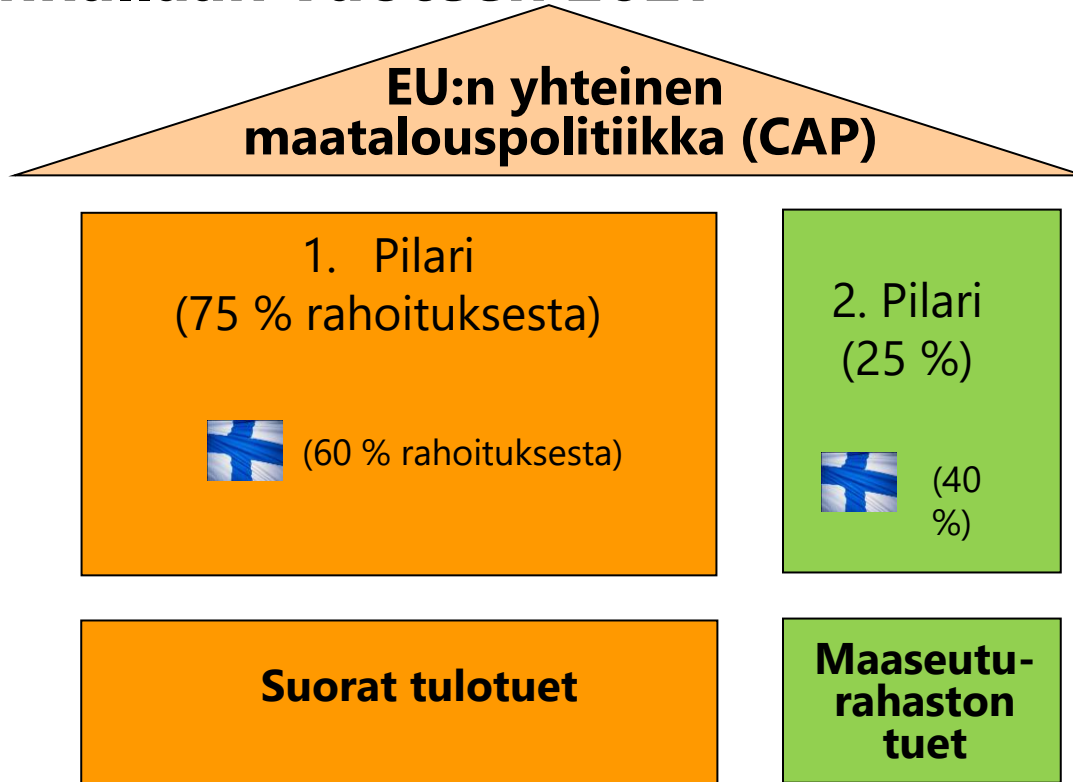 EU:n yhteinen
maatalouspolitiikka (CAP)
1. Pilari
(75 % rahoituksesta)
(60 % rahoituksesta)
2. Pilari
(25 %)
(40
%)
Suorat tulotuet
Maaseutu-
rahaston
tuet